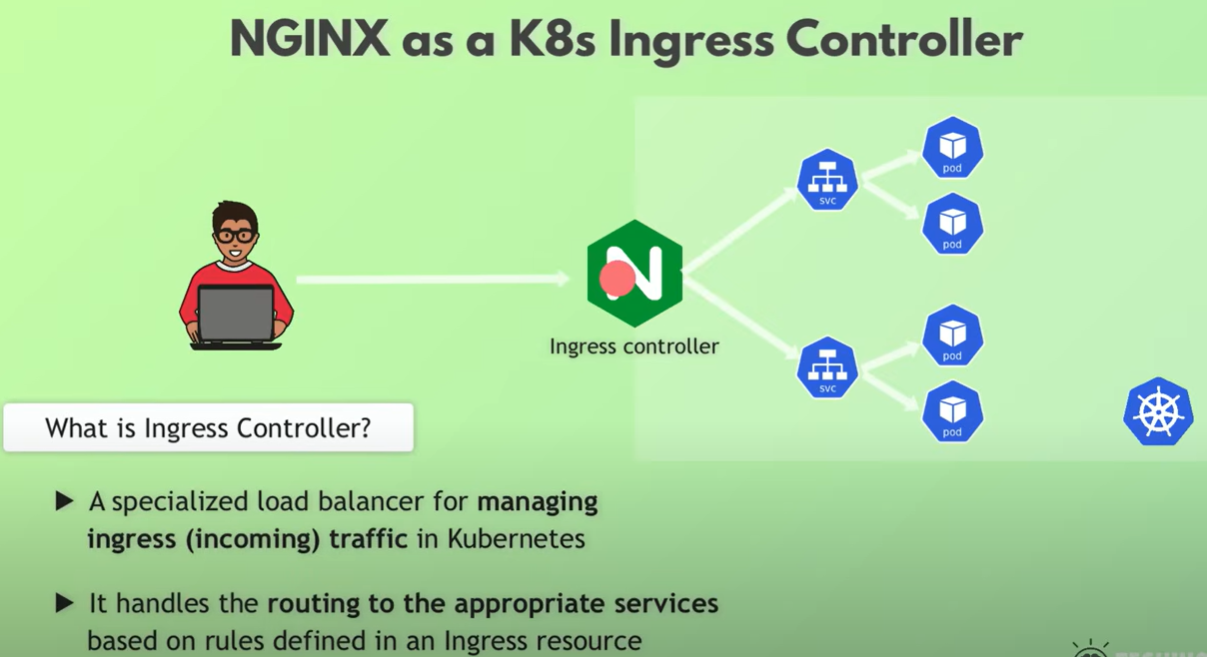 NGINX as a K8s Ingress Controller
pod
svc
pod
N
Ingress controller
pod
svc
pod
What is Ingress Controller?
A specialized load balancer for managing
ingress (incoming) traffic in Kubernetes
It handles the routing to the appropriate services
based on rules defined in an Ingress resource